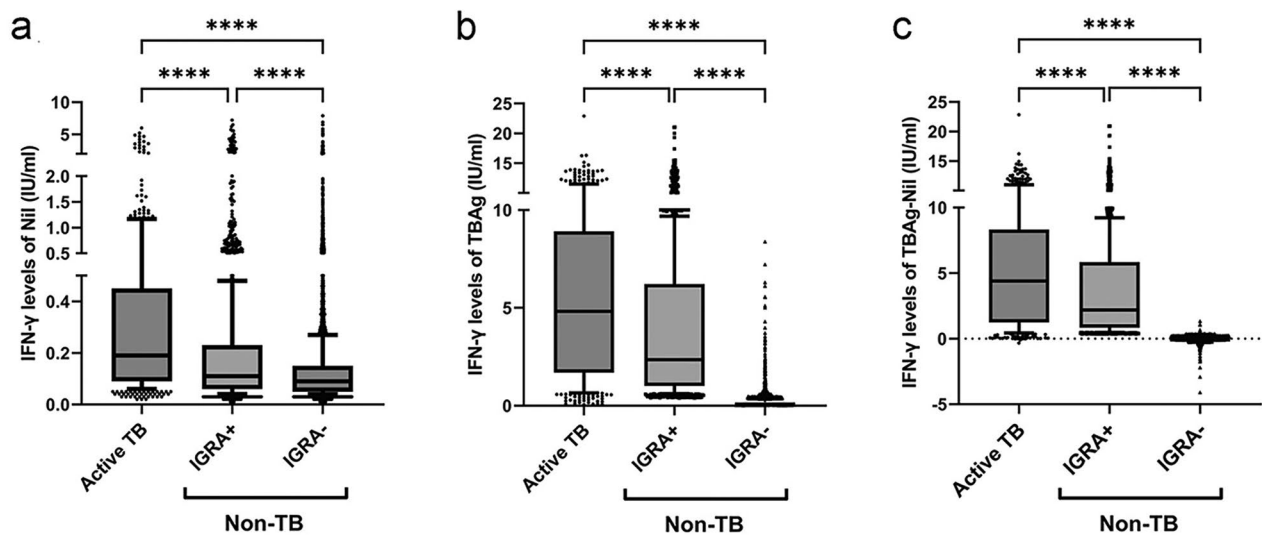 a
****
****
****
IFN-γ levels of Nil (IU/ml)
10
5
2.0
1.5
1.0
0.5
0.4
0.2
0.0
Active TB
IGRA+
IGRA-
Non-TB
b
****
****
****
IFN-γ levels of TBAg (IU/ml)
25
20
15
10
5
0
Active TB
IGRA+
IGRA-
Non-TB
c
****
****
****
IFN-γ levels of TBAg-Nil (IU/ml)
25
20
15
10
5
0
-5
Active TB
IGRA+
IGRA-
Non-TB